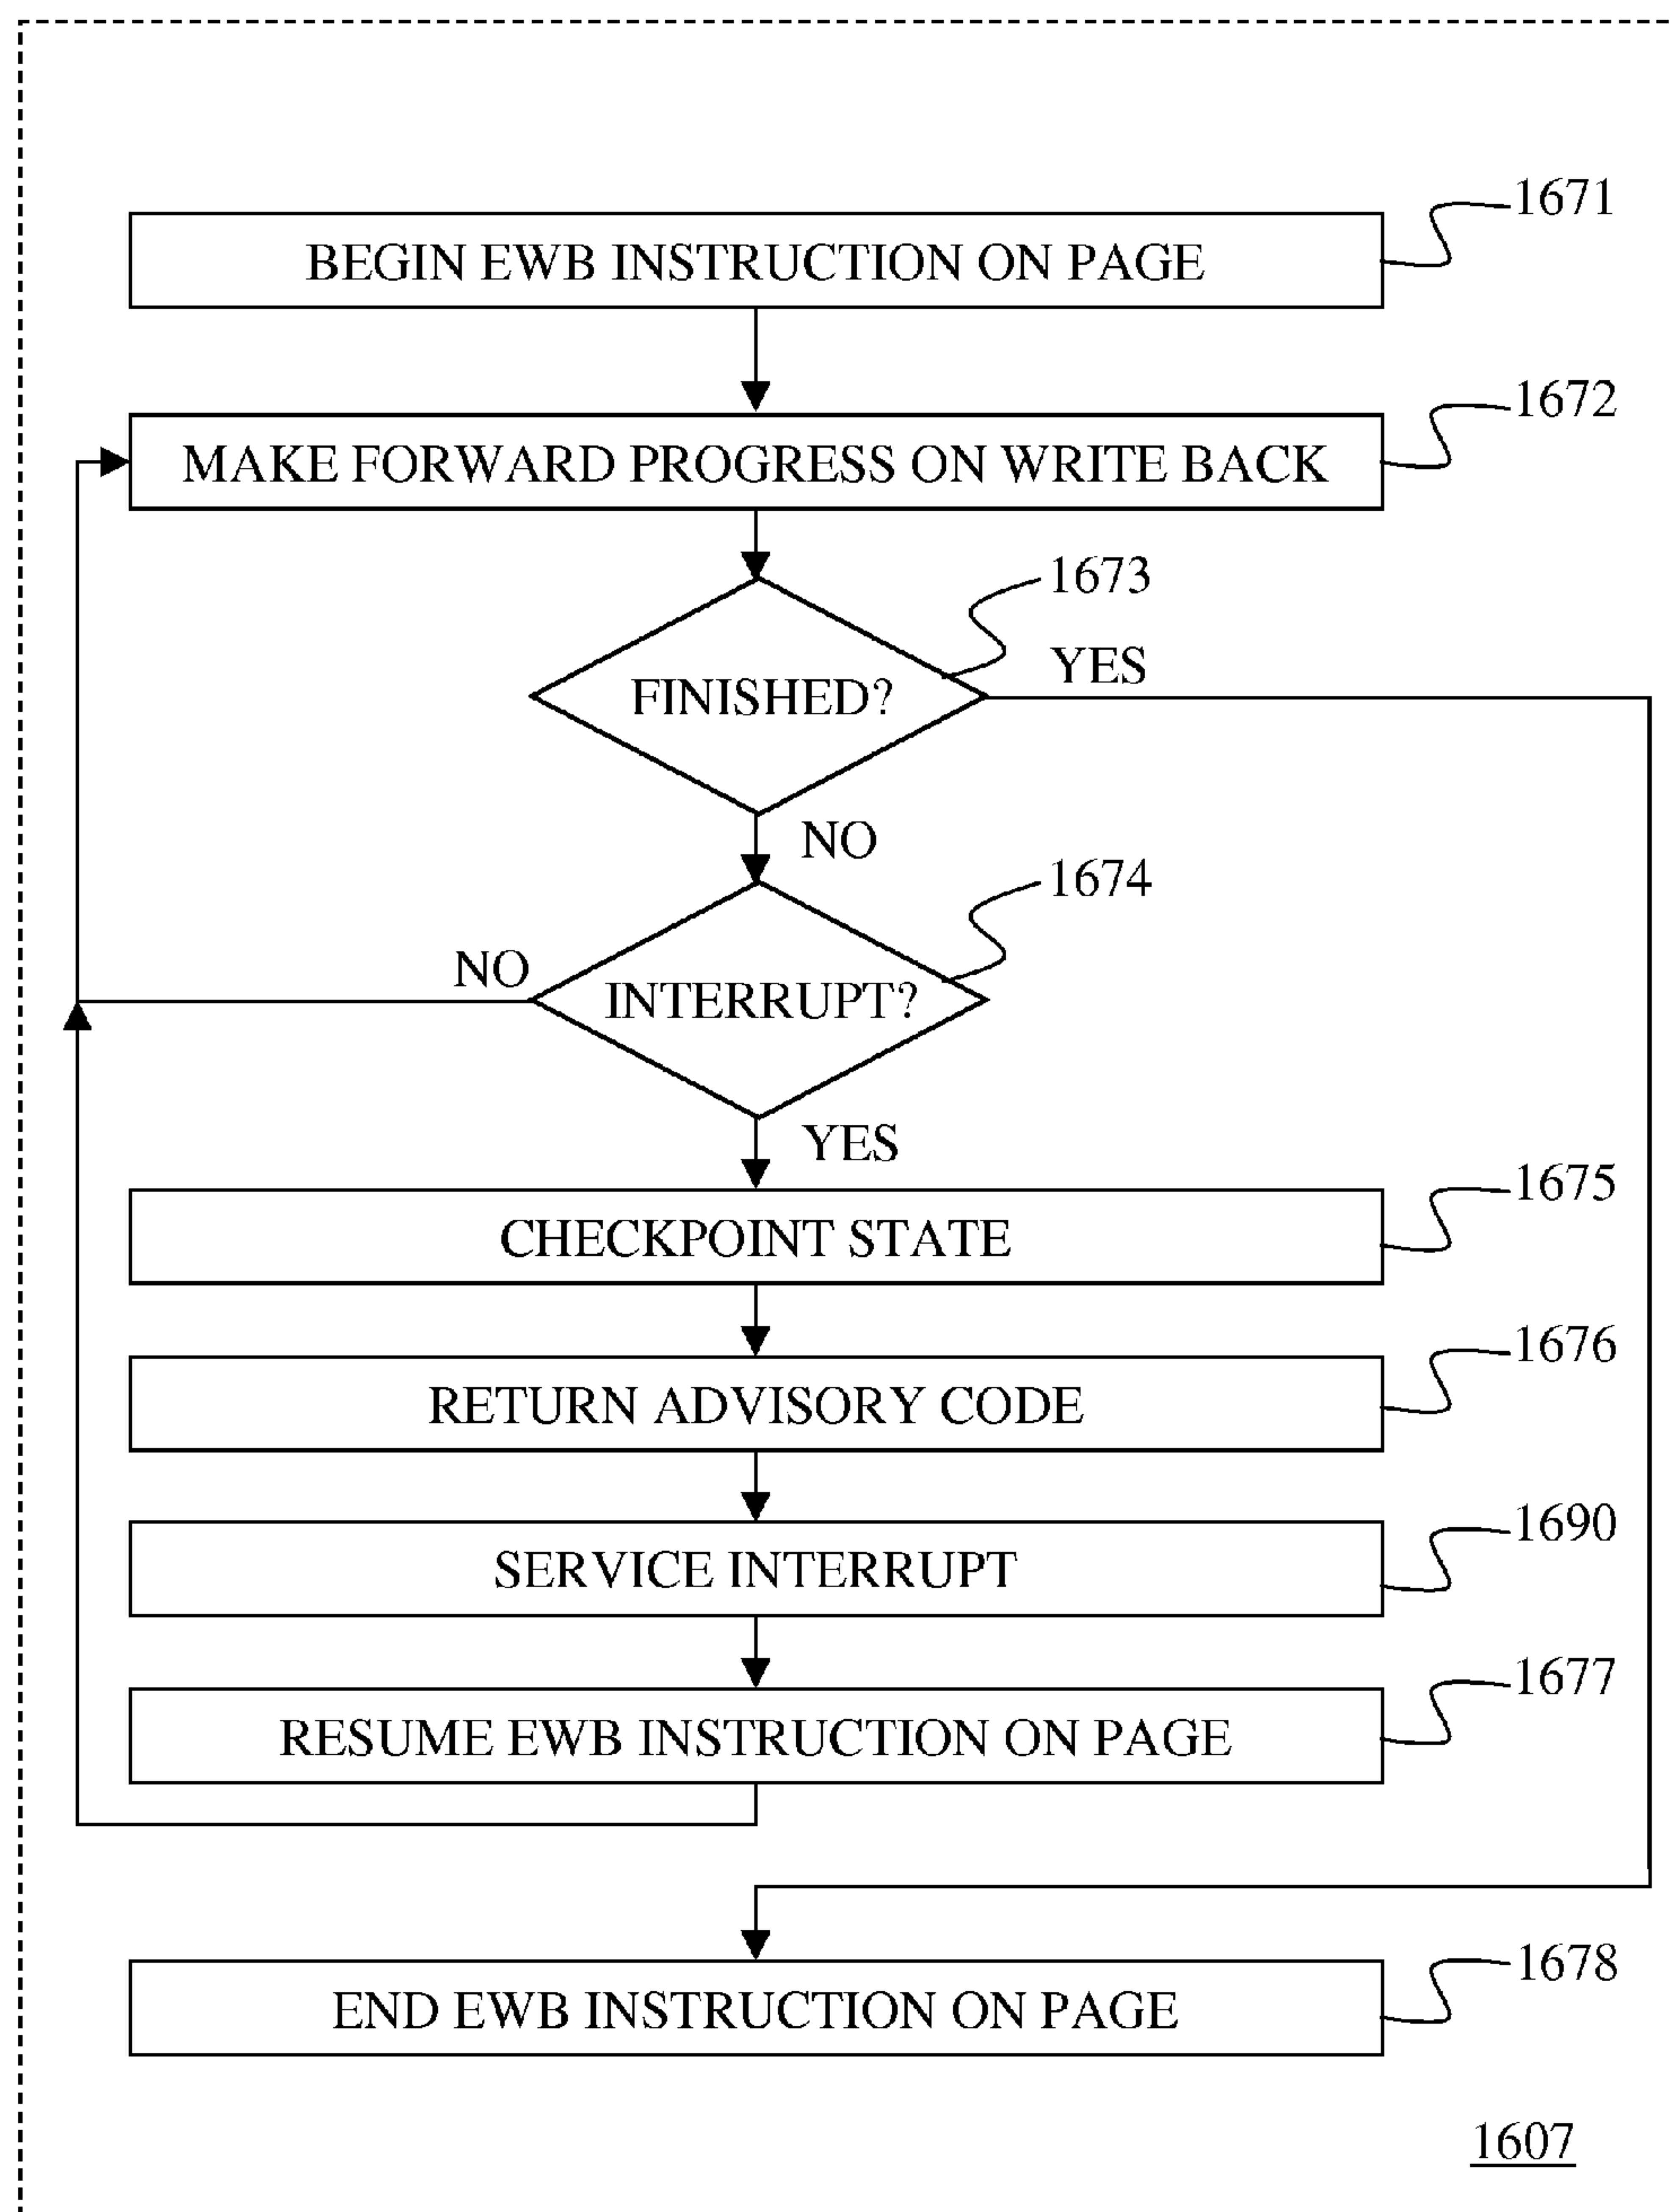 1671
BEGIN EWB INSTRUCTION ON PAGE
1672
MAKE FORWARD PROGRESS ON WRITE BACK
1673
YES
FINISHED?
NO
1674
NO
INTERRUPT?
YES
1675
CHECKPOINT STATE
1676
RETURN ADVISORY CODE
1690
SERVICE INTERRUPT
1677
RESUME EWB INSTRUCTION ON PAGE
1678
END EWB INSTRUCTION ON PAGE
1607